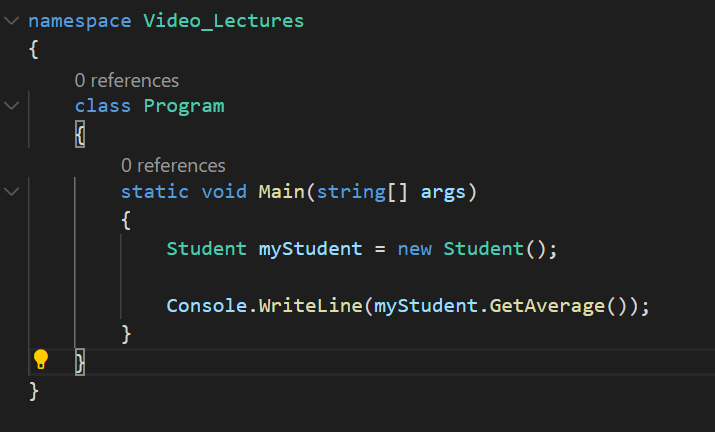 namespace Video_Lectures
{
0 references
class Program
{
0 references
static void Main(string[] args)
{
Student myStudent = new Student();
Console.WriteLine(myStudent.GetAverage());
}
}
}